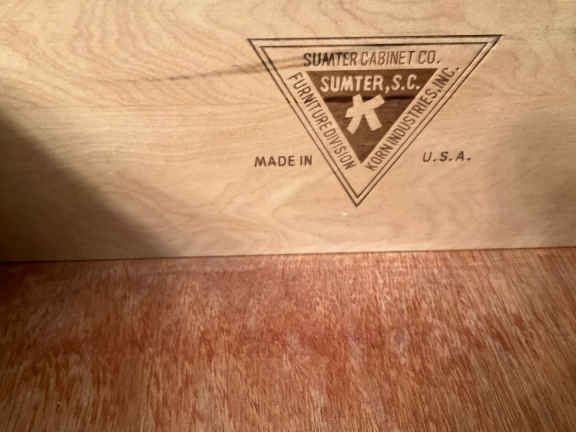 SUMTER CABINET CO.
SUMTER, S.C.
FURNITURE DIVISION
KORN INDUSTRIES, INC.
MADE IN U.S.A.